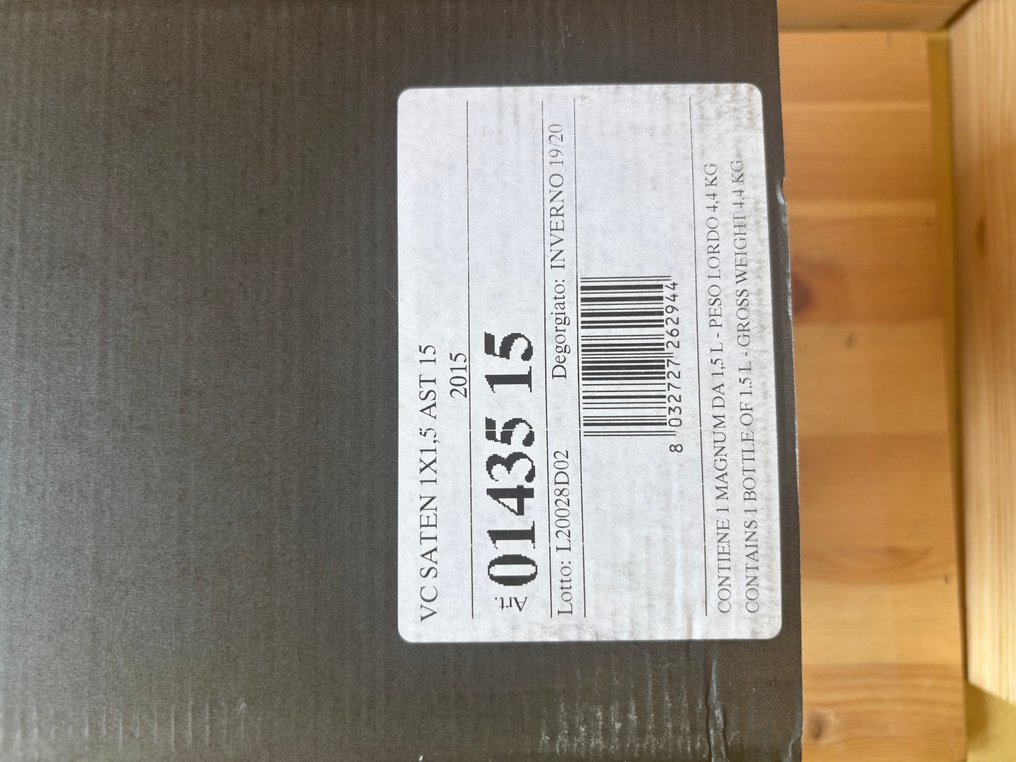 VC SATEN 1X1,5 AST 15
2015
Art. 01435 15
Lotto: L20028D02 Degorgiato: INVERNO 19/20
8 032727 262944
CONTIENE 1 MAGNUM DA 1,5 L - PESO LORDO 4,4 KG
CONTAINS 1 BOTTLE OF 1.5 L - GROSS WEIGHT 4,4 KG